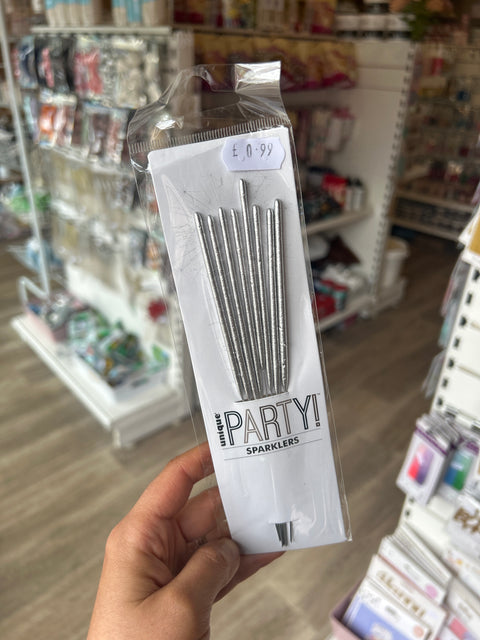 £ 0.99
unique
PARTY!
SPARKLERS